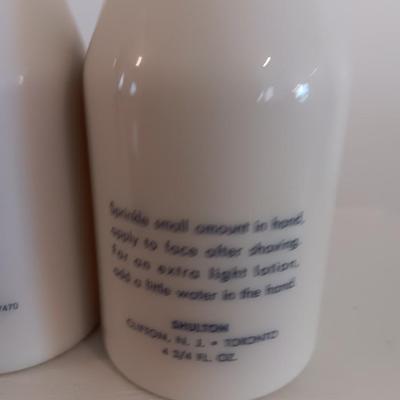 Sprinkle small amount in hand,
apply to face after shaving.
For an extra light lotion,
add a little water in the hand.
SHULTON
CLIFTON, N. J. • TORONTO
4 3/4 FL. OZ.